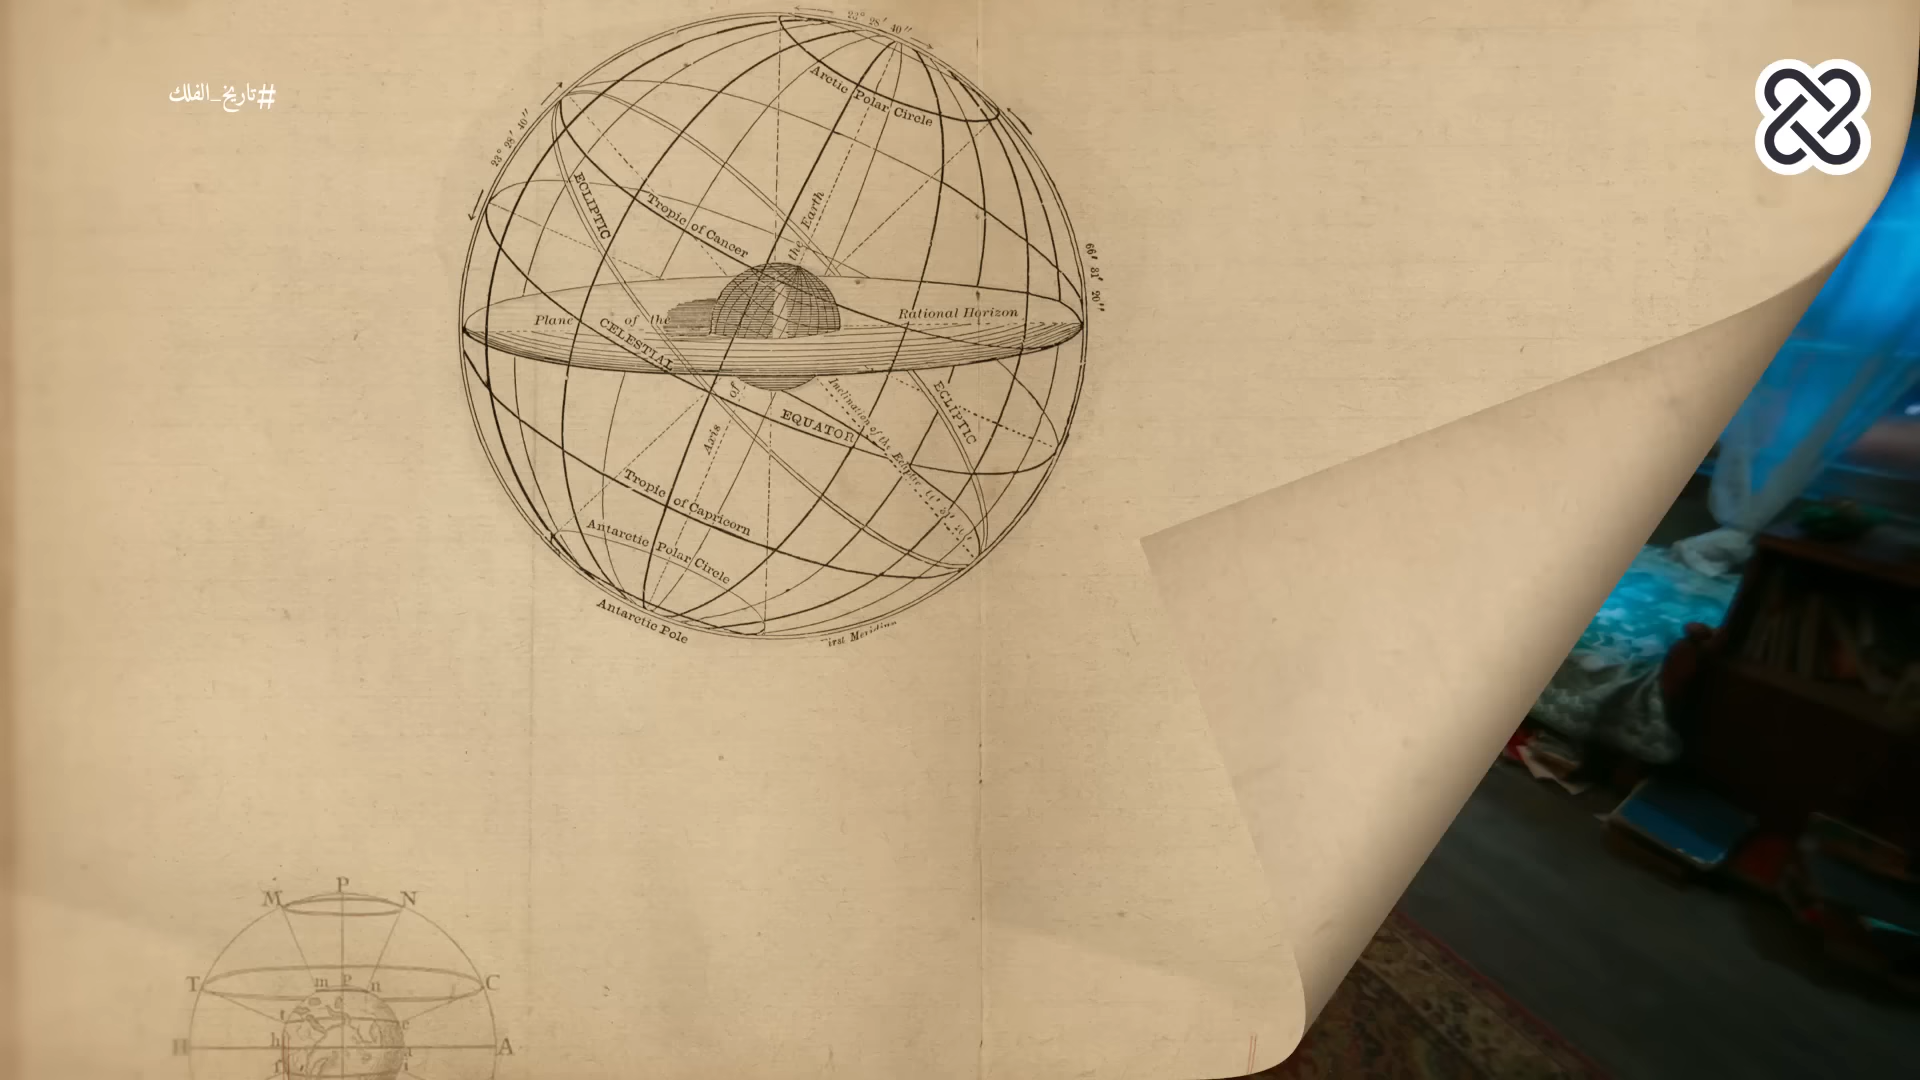 23° 28' 40"
#تاريخ_الفلك
Arctic Polar Circle
23° 28' 40"
ECLIPTIC
Tropic of Cancer
the Earth
66° 31' 20"
Plane of the
Rational Horizon
CELESTIAL
EQUATOR
of
Axis
Inclination of the Ecliptic
ECLIPTIC
Tropic of Capricorn
Antarctic Polar Circle
Antarctic Pole
First Meridian
P
M
N
T
C
m
P
n
t
c
h
H
A